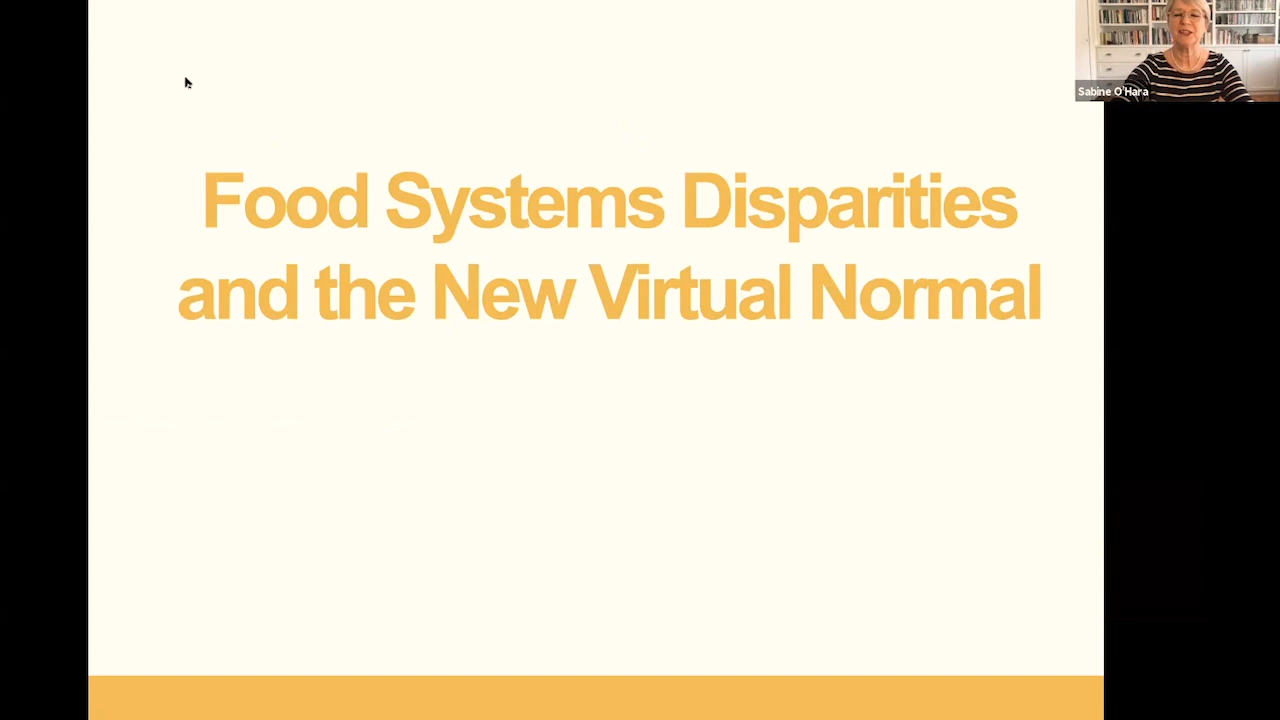 Sabine O'Hara
Food Systems Disparities
and the New Virtual Normal